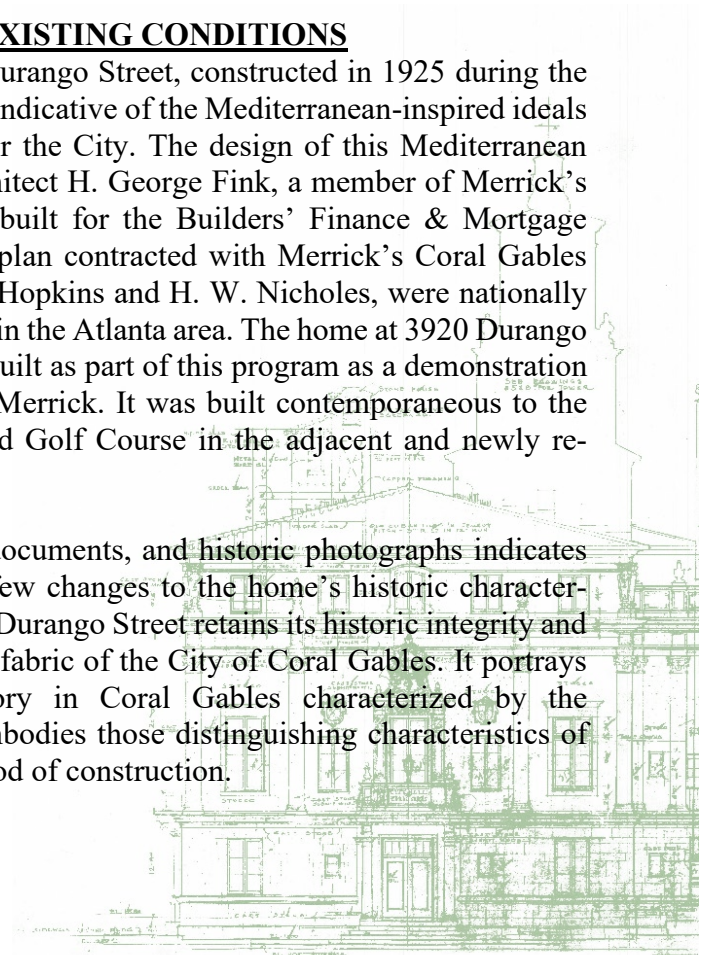 XISTING CONDITIONS
urango Street, constructed in 1925 during the
ndicative of the Mediterranean-inspired ideals
r the City. The design of this Mediterranean
hitect H. George Fink, a member of Merrick’s
built for the Builders’ Finance & Mortgage
plan contracted with Merrick’s Coral Gables
Hopkins and H. W. Nicholes, were nationally
in the Atlanta area. The home at 3920 Durango
uilt as part of this program as a demonstration
Merrick. It was built contemporaneous to the
d Golf Course in the adjacent and newly re-
ocuments, and historic photographs indicates
few changes to the home’s historic character-
Durango Street retains its historic integrity and
fabric of the City of Coral Gables. It portrays
ory in Coral Gables characterized by the
nbodies those distinguishing characteristics of
od of construction.